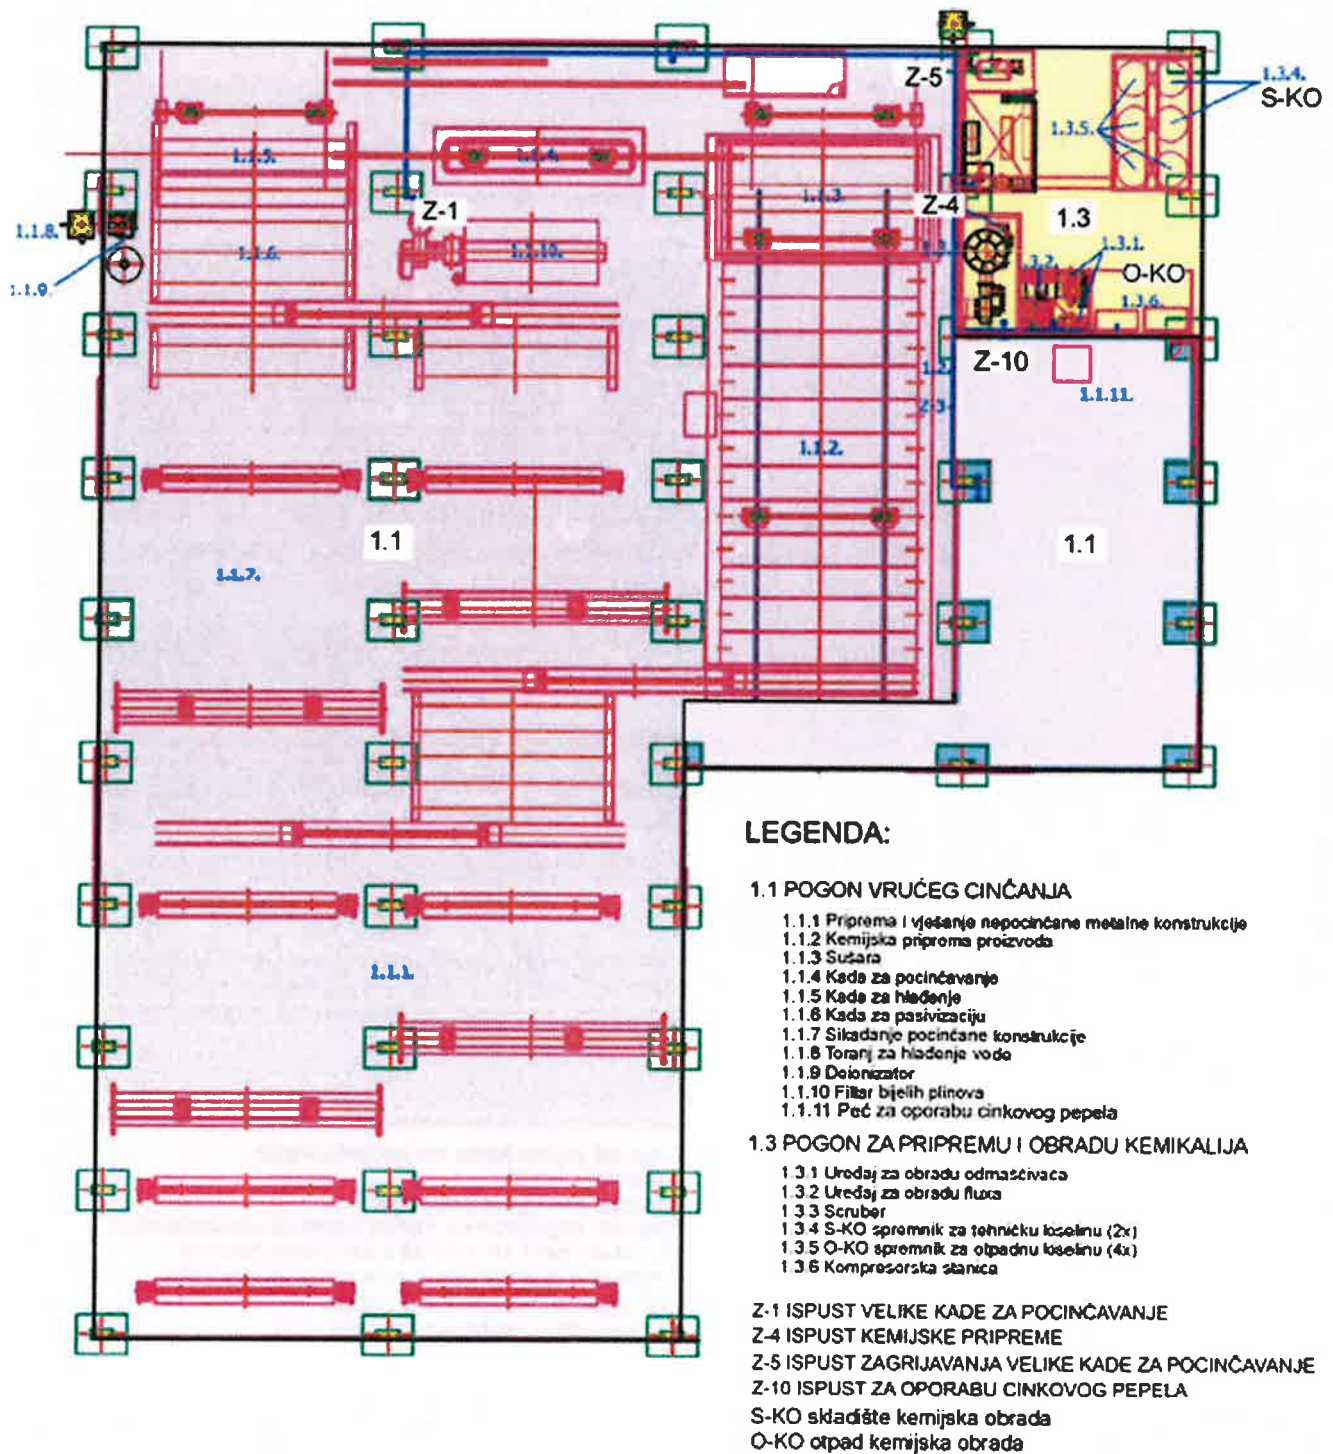 Z-5
1.3.4.
S-KO
1.3.5.
1.1.5.
1.1.4.
1.1.3.
Z-1
Z-4
1.3
1.1.8.
1.1.6.
1.1.10.
1.3.1.
O-KO
1.1.9.
1.3.6.
Z-10
1.1.11.
Z-3
1.1.2.
1.1
1.1
1.1.7.
1.1.1.
LEGENDA:
1.1 POGON VRUĆEG CINČANJA
1.1.1 Priprema i vješanje nepocinčane metalne konstrukcije
1.1.2 Kemijska priprema proizvoda
1.1.3 Sušara
1.1.4 Kada za pocinčavanje
1.1.5 Kada za hlađenje
1.1.6 Kada za pasivizaciju
1.1.7 Sikadanje pocinčane konstrukcije
1.1.8 Toranj za hlađenje vode
1.1.9 Deionizator
1.1.10 Filtar bijelih plinova
1.1.11 Peć za oporabu cinkovog pepela
1.3 POGON ZA PRIPREMU I OBRADU KEMIKALIJA
1.3.1 Uređaj za obradu odmašćivača
1.3.2 Uređaj za obradu fluxa
1.3.3 Scruber
1.3.4 S-KO spremnik za tehničku kiselinu (2x)
1.3.5 O-KO spremnik za otpadnu kiselinu (4x)
1.3.6 Kompresorska stanica
Z-1 ISPUST VELIKE KADE ZA POCINČAVANJE
Z-4 ISPUST KEMIJSKE PRIPREME
Z-5 ISPUST ZAGRIJAVANJA VELIKE KADE ZA POCINČAVANJE
Z-10 ISPUST ZA OPORABU CINKOVOG PEPELA
S-KO skladište kemijska obrada
O-KO otpad kemijska obrada